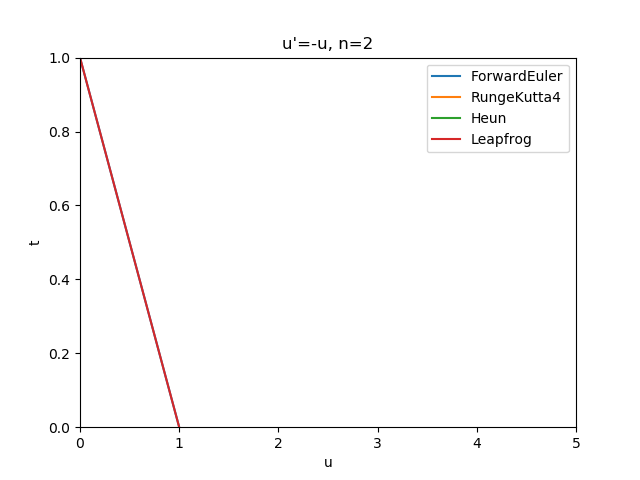 u'=-u, n=2
1.0
0.8
0.6
0.4
0.2
0.0
t
ForwardEuler
RungeKutta4
Heun
Leapfrog
0 1 2 3 4 5
u